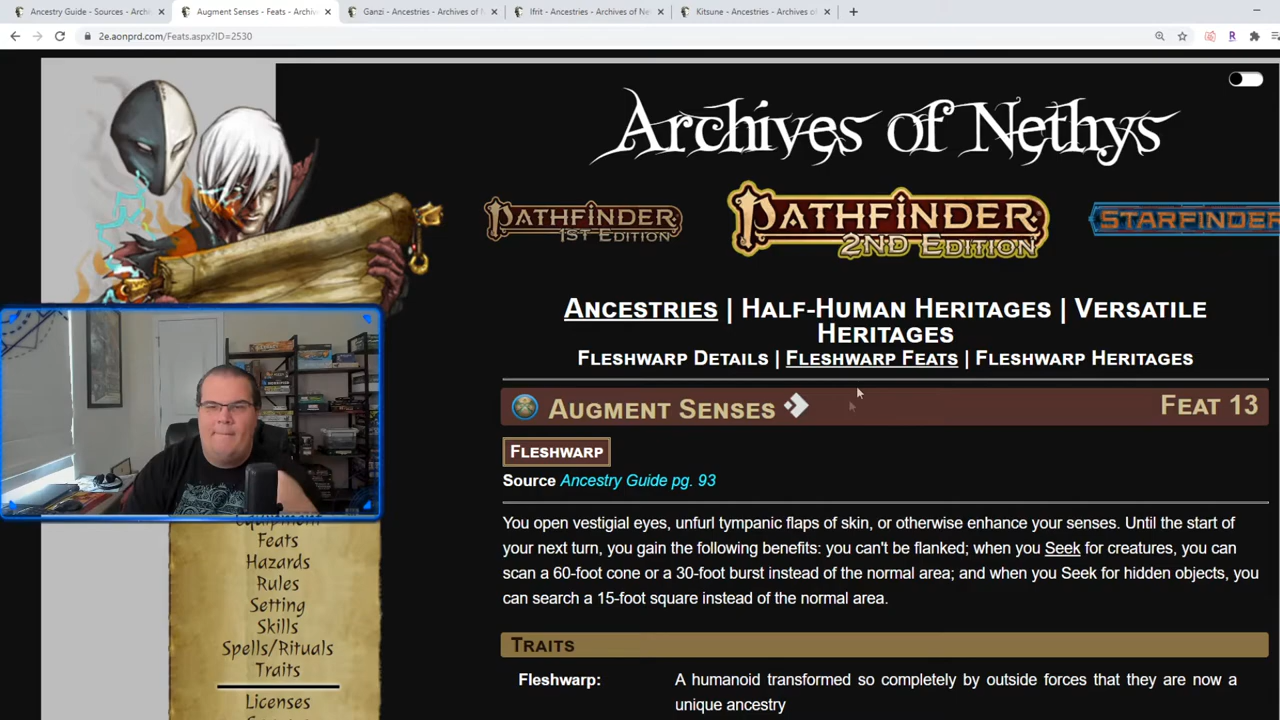 Ancestry Guide - Sources - Archi
Augment Senses - Feats - Archiv
Ganzi - Ancestries - Archives of N
Ifrit - Ancestries - Archives of Ne
Kitsune - Ancestries - Archives of
2e.aonprd.com/Feats.aspx?ID=2530
Archives of Nethys
PATHFINDER
1ST EDITION
PATHFINDER
2ND EDITION
STARFINDER
ANCESTRIES | HALF-HUMAN HERITAGES | VERSATILE
HERITAGES
FLESHWARP DETAILS | FLESHWARP FEATS | FLESHWARP HERITAGES
AUGMENT SENSES
FEAT 13
FLESHWARP
Source Ancestry Guide pg. 93
You open vestigial eyes, unfurl tympanic flaps of skin, or otherwise enhance your senses. Until the start of
your next turn, you gain the following benefits: you can't be flanked; when you Seek for creatures, you can
scan a 60-foot cone or a 30-foot burst instead of the normal area; and when you Seek for hidden objects, you
can search a 15-foot square instead of the normal area.
TRAITS
Fleshwarp: A humanoid transformed so completely by outside forces that they are now a
unique ancestry
Equipment
Feats
Hazards
Rules
Setting
Skills
Spells/Rituals
Traits
Licenses